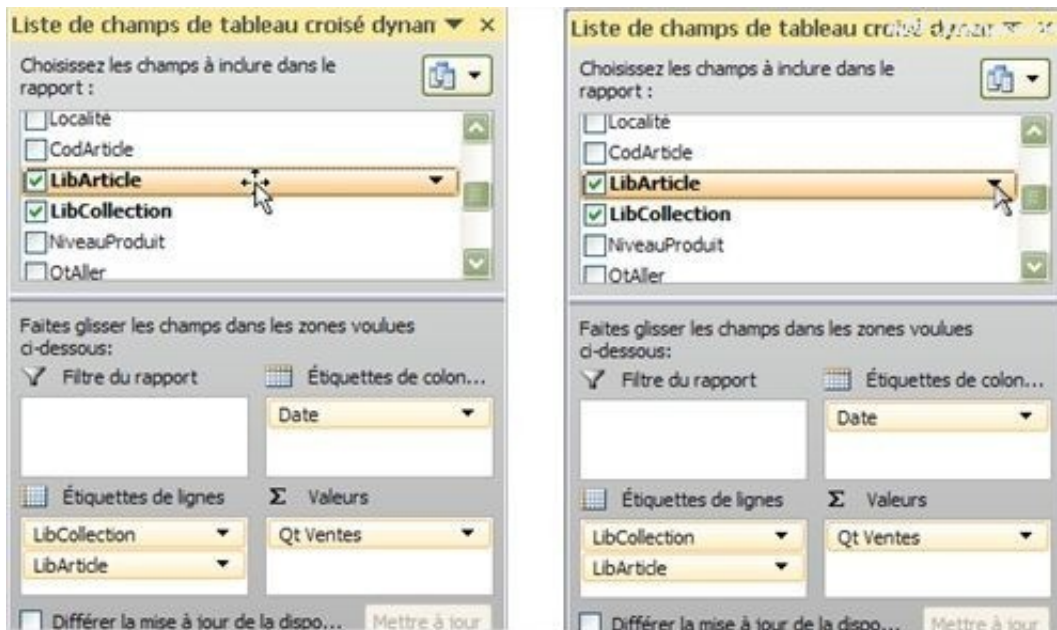 Liste de champs de tableau croisé dynam
Choisissez les champs à inclure dans le
rapport :
Localité
CodArticle
LibArticle
LibCollection
NiveauProduit
QtAller
Faites glisser les champs dans les zones voulues
ci-dessous:
Filtre du rapport
Étiquettes de colon...
Date
Étiquettes de lignes
Σ Valeurs
LibCollection
LibArticle
Qt Ventes
Différer la mise à jour de la dispo...
Mettre à jour
Liste de champs de tableau croisé dynam
Choisissez les champs à inclure dans le
rapport :
Localité
CodArticle
LibArticle
LibCollection
NiveauProduit
QtAller
Faites glisser les champs dans les zones voulues
ci-dessous:
Filtre du rapport
Étiquettes de colon...
Date
Étiquettes de lignes
Σ Valeurs
LibCollection
LibArticle
Qt Ventes
Différer la mise à jour de la dispo...
Mettre à jour